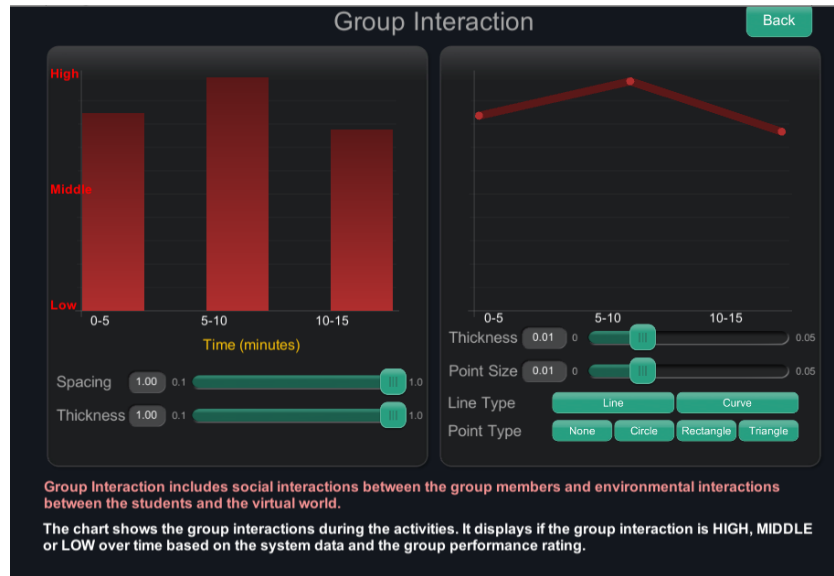 Group Interaction
Back
High
Middle
Low
0-5 5-10 10-15
Time (minutes)
Spacing 1.00 0.1 1.0
Thickness 1.00 0.1 1.0
0-5 5-10 10-15
Thickness 0.01 0 0.05
Point Size 0.01 0 0.05
Line Type Line Curve
Point Type None Circle Rectangle Triangle
Group Interaction includes social interactions between the group members and environmental interactions
between the students and the virtual world.
The chart shows the group interactions during the activities. It displays if the group interaction is HIGH, MIDDLE
or LOW over time based on the system data and the group performance rating.